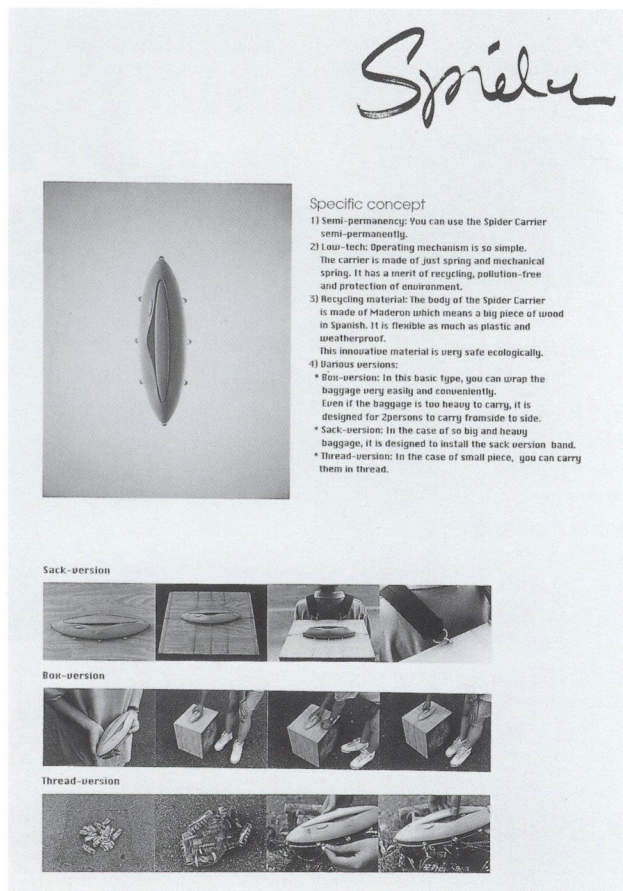 Specific concept
1) Semi-permanency: You can use the Spider Carrier
semi-permanently.
2) Low-tech: Operating mechanism is so simple.
The carrier is made of just spring and mechanical
spring. It has a merit of recycling, pollution-free
and protection of environment.
3) Recycling material: The body of the Spider Carrier
is made of Maderon which means a big piece of wood
in Spanish. It is flexible as much as plastic and
weatherproof.
This innovative material is very safe ecologically.
4) Various versions:
* Box-version: In this basic type, you can wrap the
baggage very easily and conveniently.
Even if the baggage is too heavy to carry, it is
designed for 2persons to carry fromside to side.
* Sack-version: In the case of so big and heavy
baggage, it is designed to install the sack version band.
* Thread-version: In the case of small piece, you can carry
them in thread.
Sack-version
Box-version
Thread-version